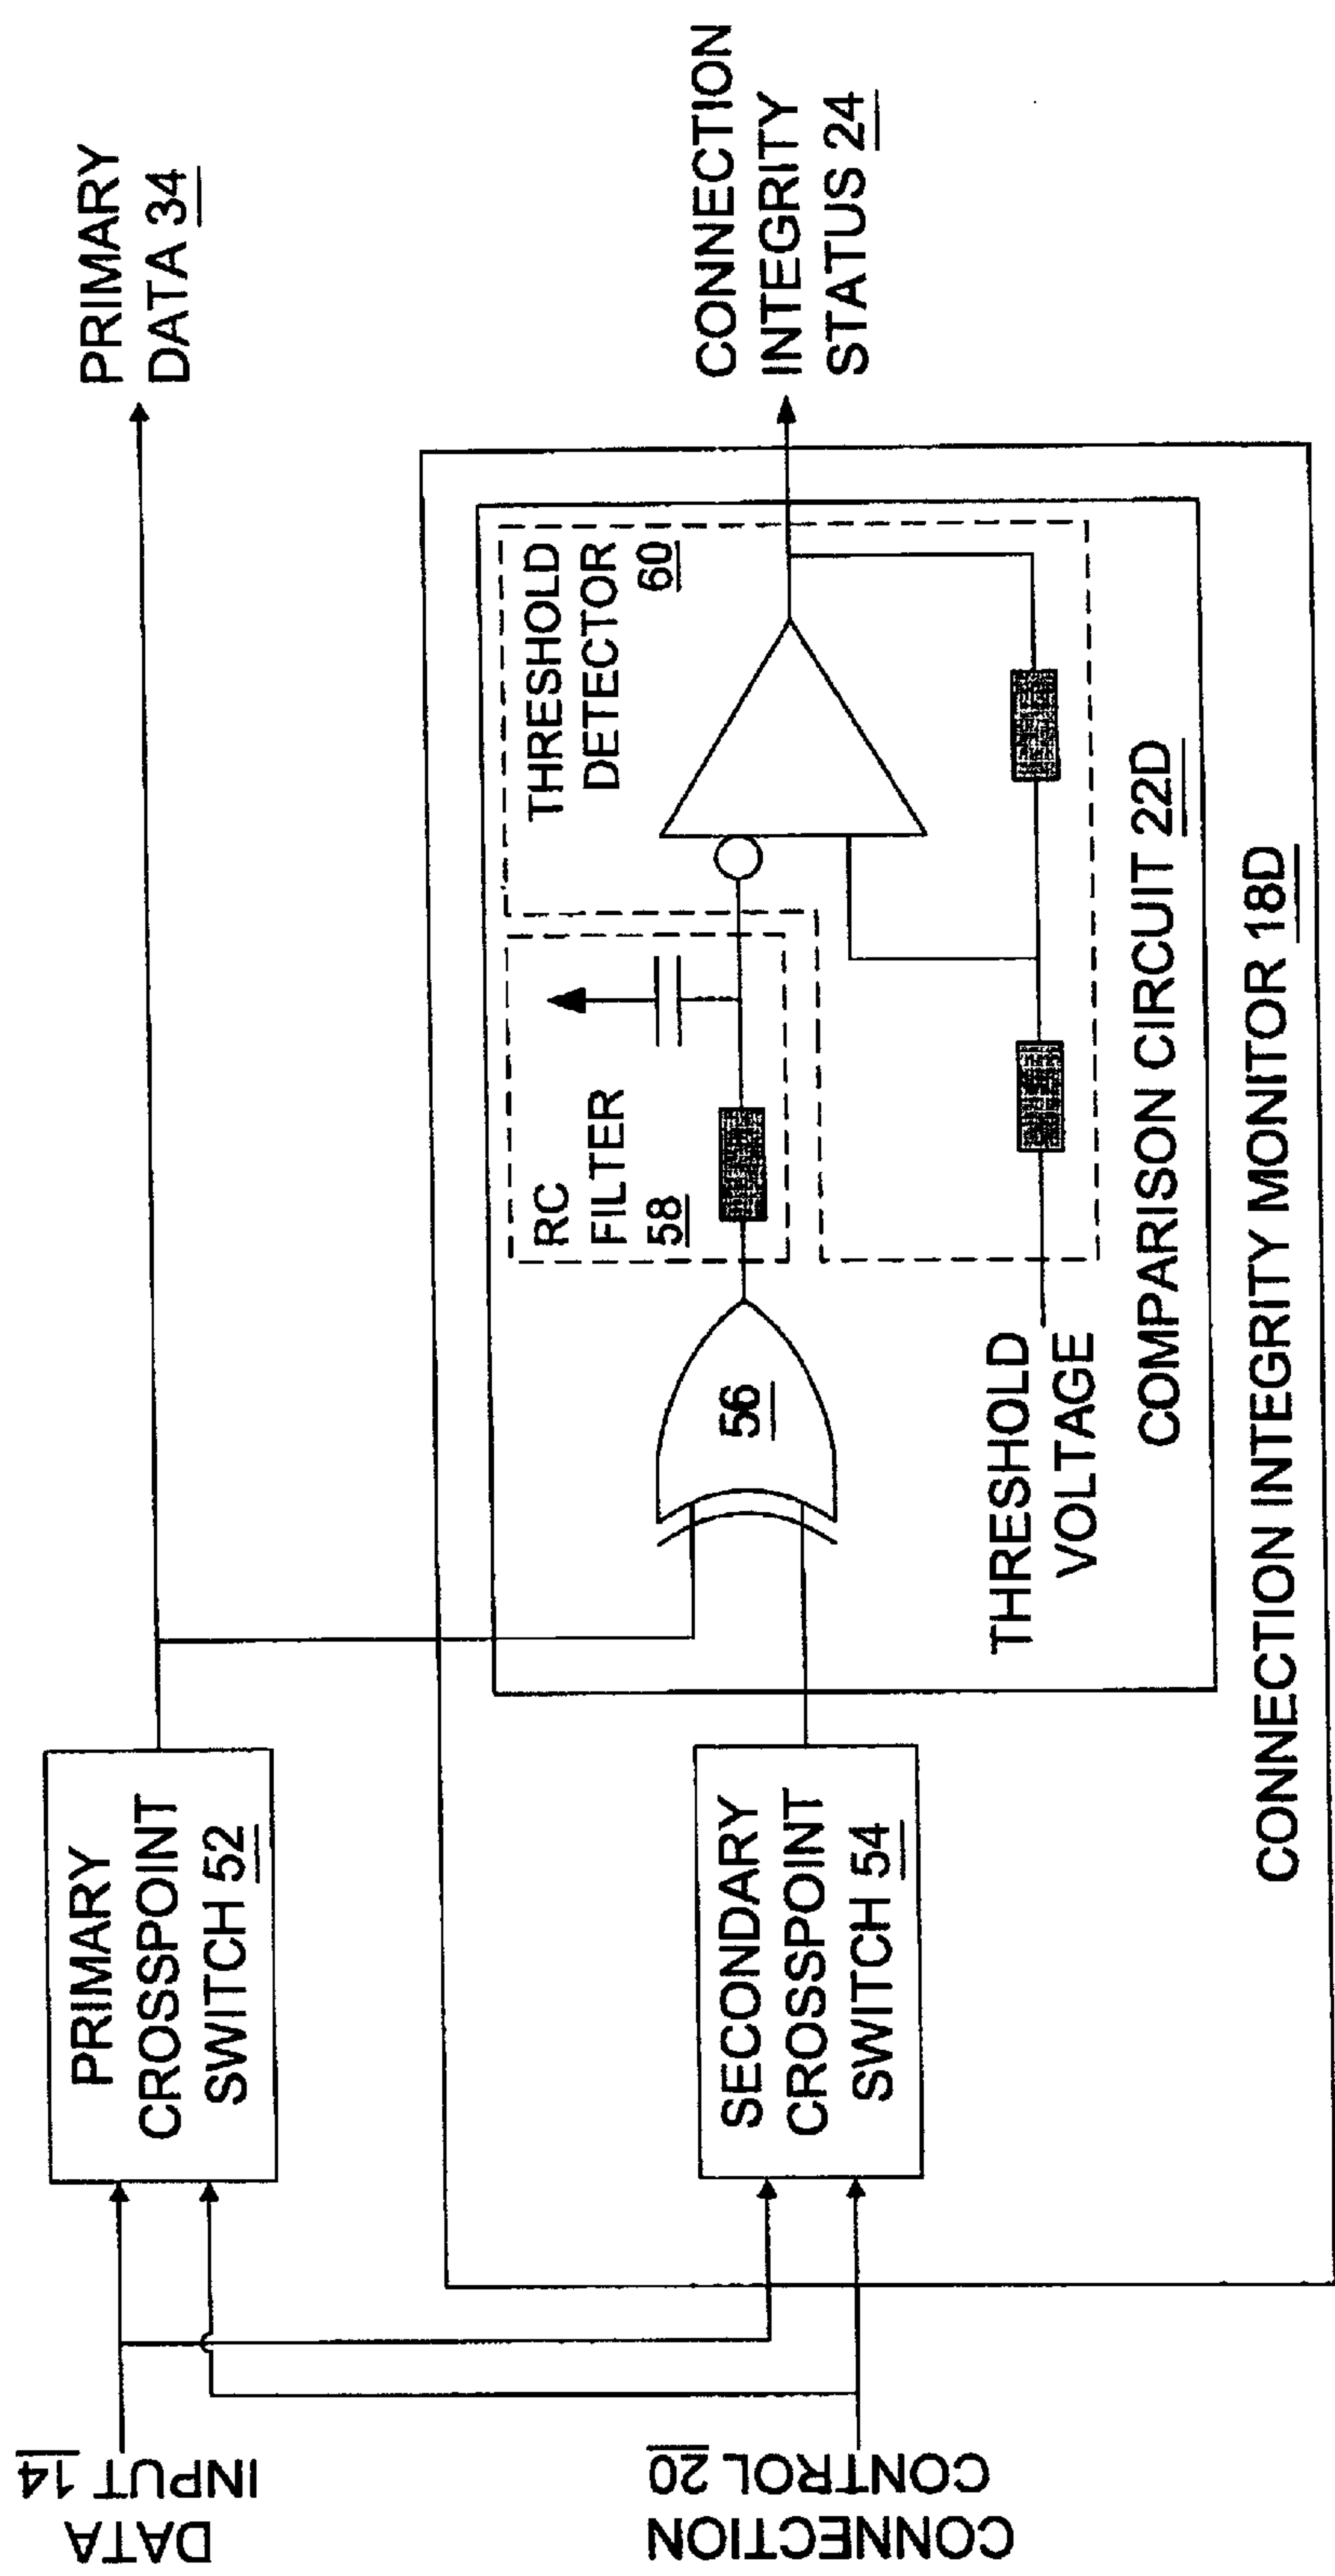 DATA
INPUT 14
CONNECTION
CONTROL 20
PRIMARY
CROSSPOINT
SWITCH 52
SECONDARY
CROSSPOINT
SWITCH 54
56
RC
FILTER
58
THRESHOLD
DETECTOR
60
THRESHOLD
VOLTAGE
COMPARISON CIRCUIT 22D
CONNECTION INTEGRITY MONITOR 18D
PRIMARY
DATA 34
CONNECTION
INTEGRITY
STATUS 24